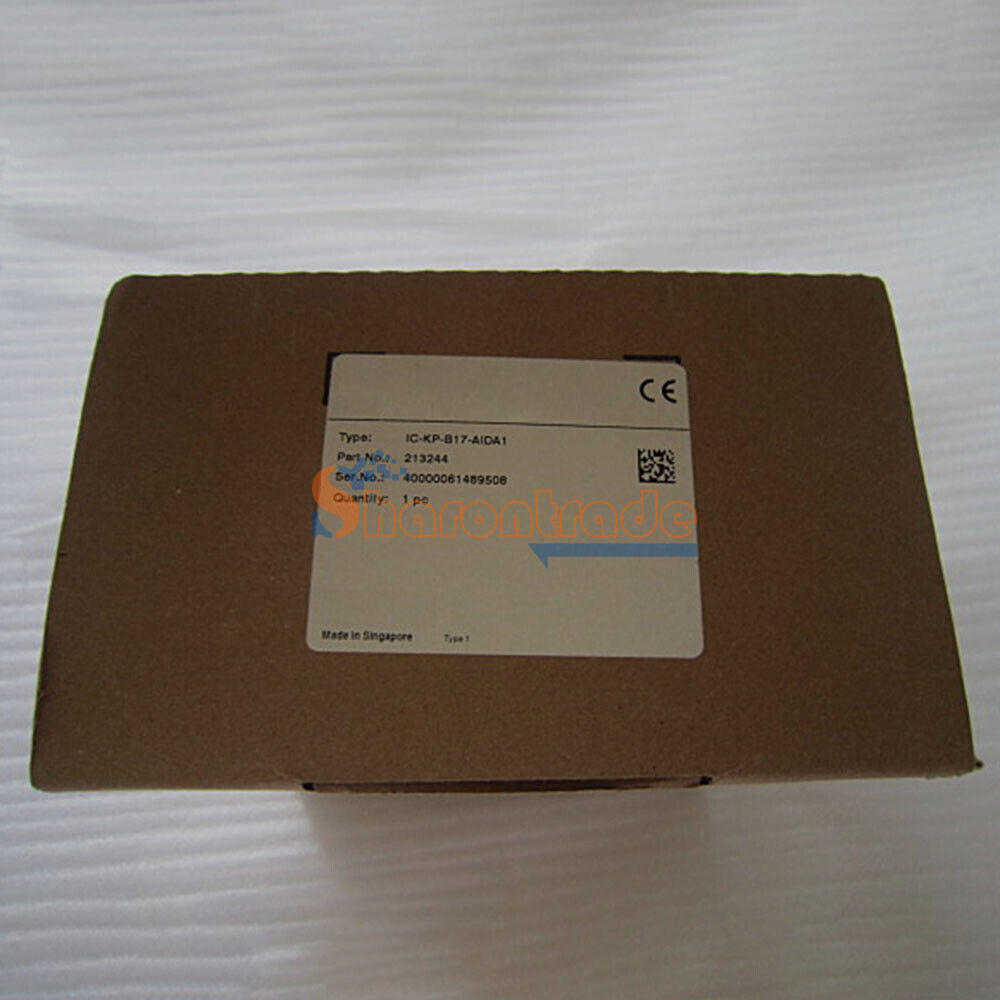 CE
Type: IC-KP-B17-AIDA1
Part No.: 213244
Ser.No.: 40000061489508
Quantity: 1 pc
Sharontrade
Made in Singapore Type 1